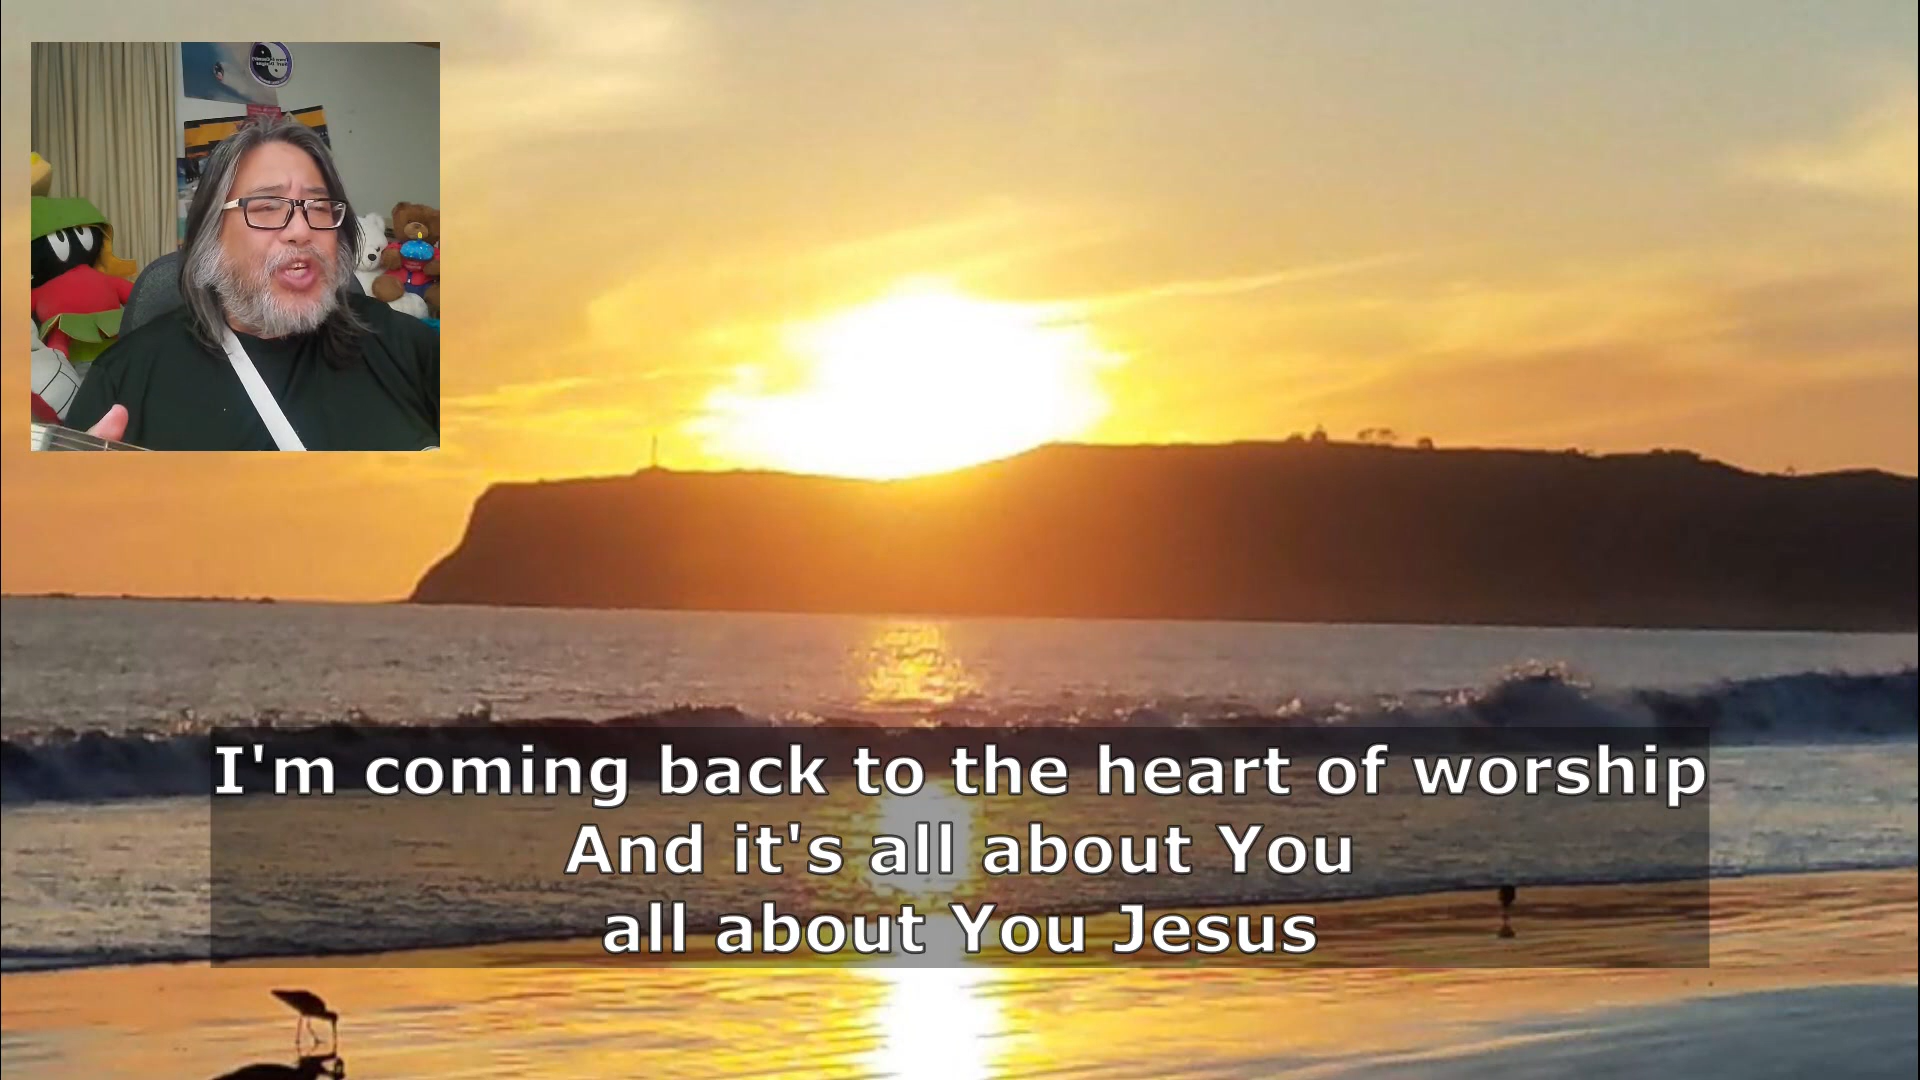 I'm coming back to the heart of worship
And it's all about You
all about You Jesus